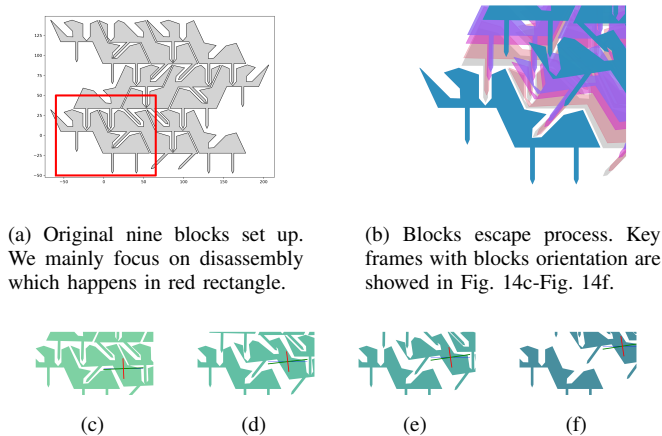 125
100
75
50
25
0
−25
−50
−50 0 50 100 150 200
(a) Original nine blocks set up.
We mainly focus on disassembly
which happens in red rectangle.
(b) Blocks escape process. Key
frames with blocks orientation are
showed in Fig. 14c-Fig. 14f.
(c) (d) (e) (f)